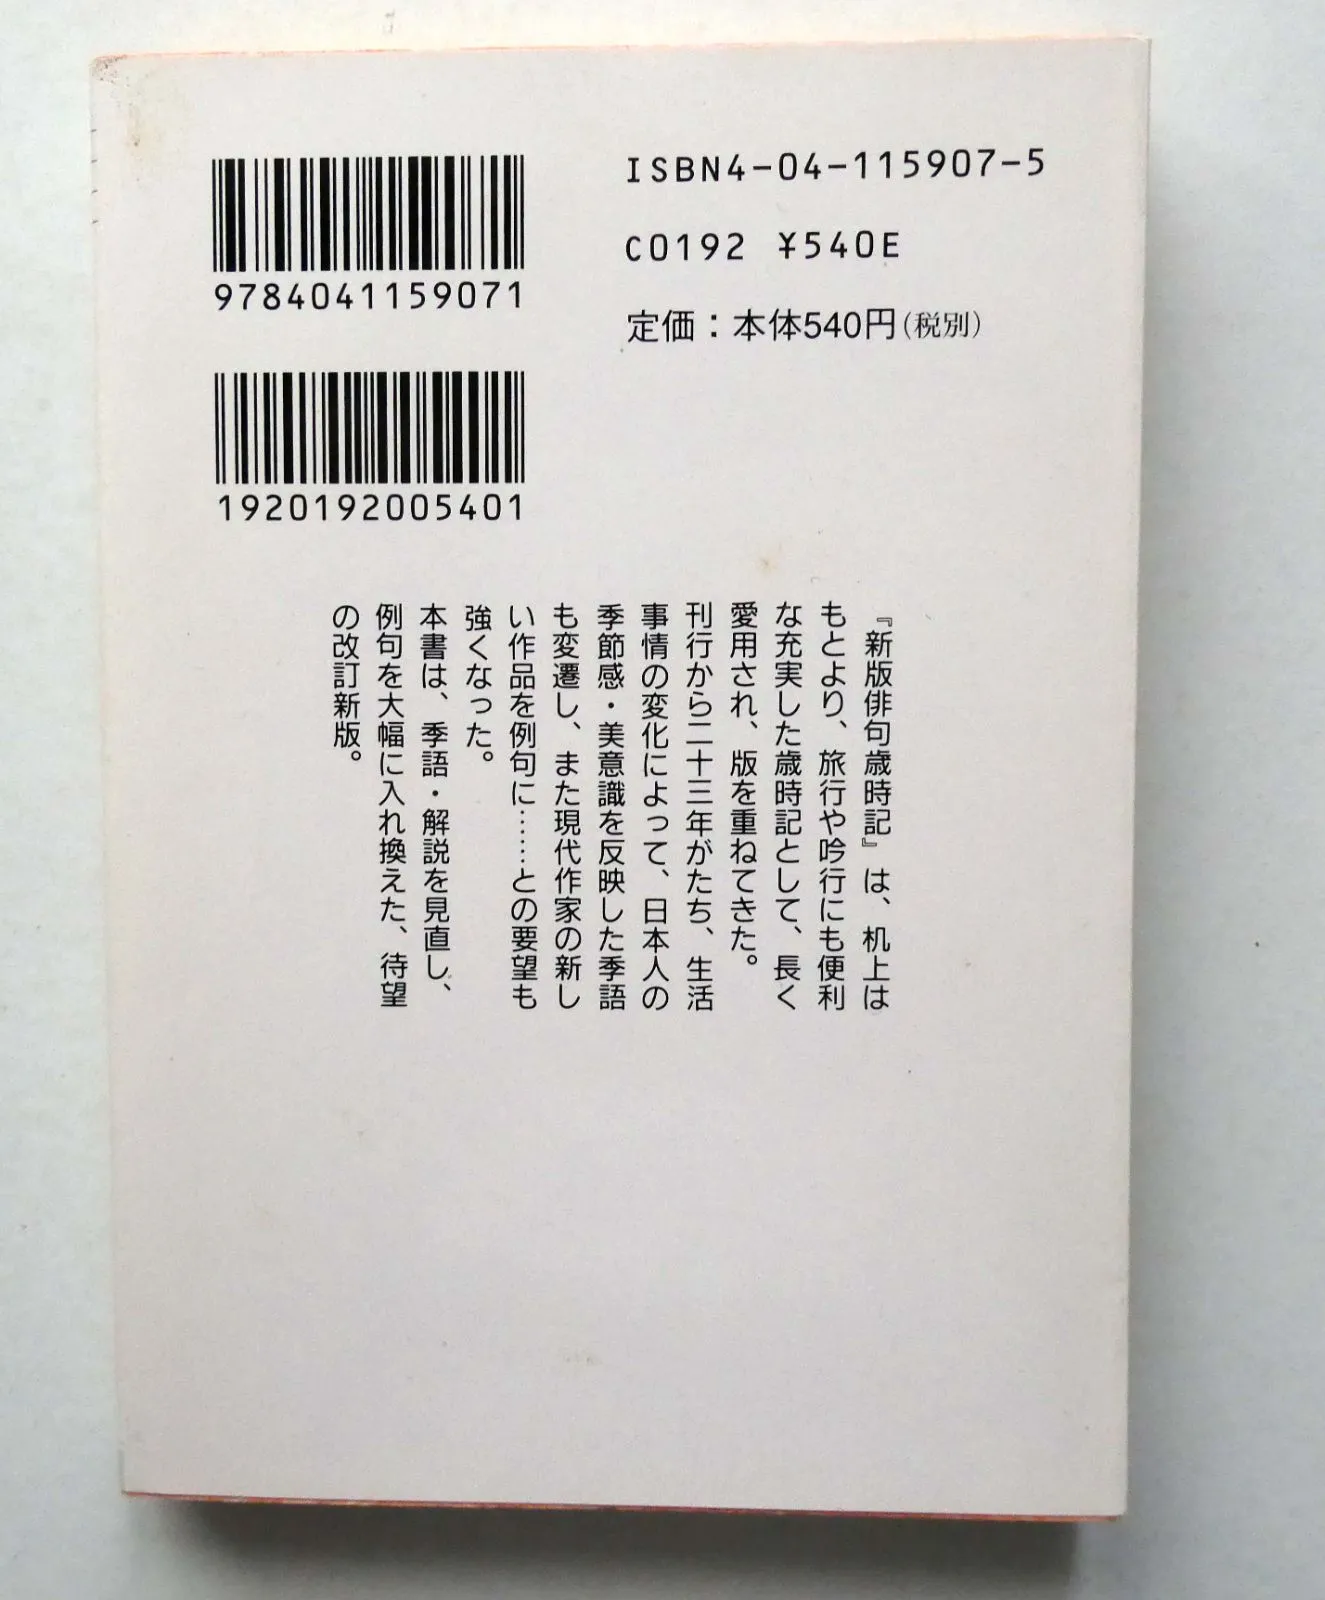 9784041159071
1920192005401
ISBN4-04-115907-5
C0192 ¥540E
定価：本体540円(税別)
『新版俳句歳時記』は、机上は
もとより、旅行や吟行にも便利
な充実した歳時記として、長く
愛用され、版を重ねてきた。
刊行から二十三年がたち、生活
事情の変化によって、日本人の
季節感・美意識を反映した季語
も変遷し、また現代作家の新し
い作品を例句に……との要望も
強くなった。
本書は、季語・解説を見直し、
例句を大幅に入れ換えた、待望
の改訂新版。